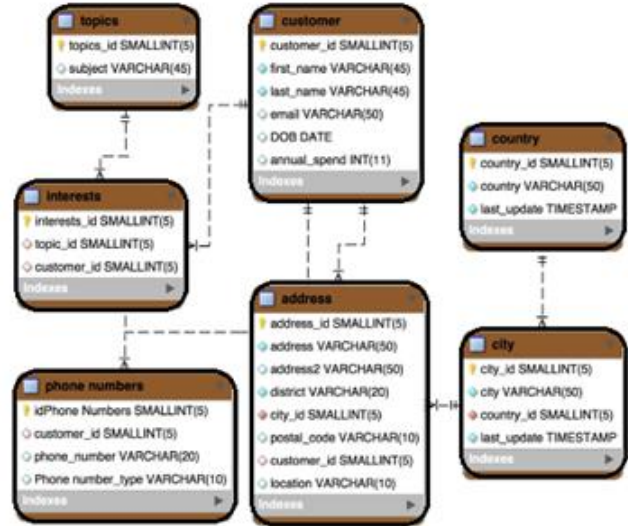 topics
topics_id SMALLINT(5)
subject VARCHAR(45)
Indexes
customer
customer_id SMALLINT(5)
first_name VARCHAR(45)
last_name VARCHAR(45)
email VARCHAR(50)
DOB DATE
annual_spend INT(11)
Indexes
country
country_id SMALLINT(5)
country VARCHAR(50)
last_update TIMESTAMP
Indexes
interests
interests_id SMALLINT(5)
topic_id SMALLINT(5)
customer_id SMALLINT(5)
Indexes
address
address_id SMALLINT(5)
address VARCHAR(50)
address2 VARCHAR(50)
district VARCHAR(20)
city_id SMALLINT(5)
postal_code VARCHAR(10)
customer_id SMALLINT(5)
location VARCHAR(10)
Indexes
city
city_id SMALLINT(5)
city VARCHAR(50)
country_id SMALLINT(5)
last_update TIMESTAMP
Indexes
phone numbers
idPhone Numbers SMALLINT(5)
customer_id SMALLINT(5)
phone_number VARCHAR(20)
Phone number_type VARCHAR(10)
Indexes